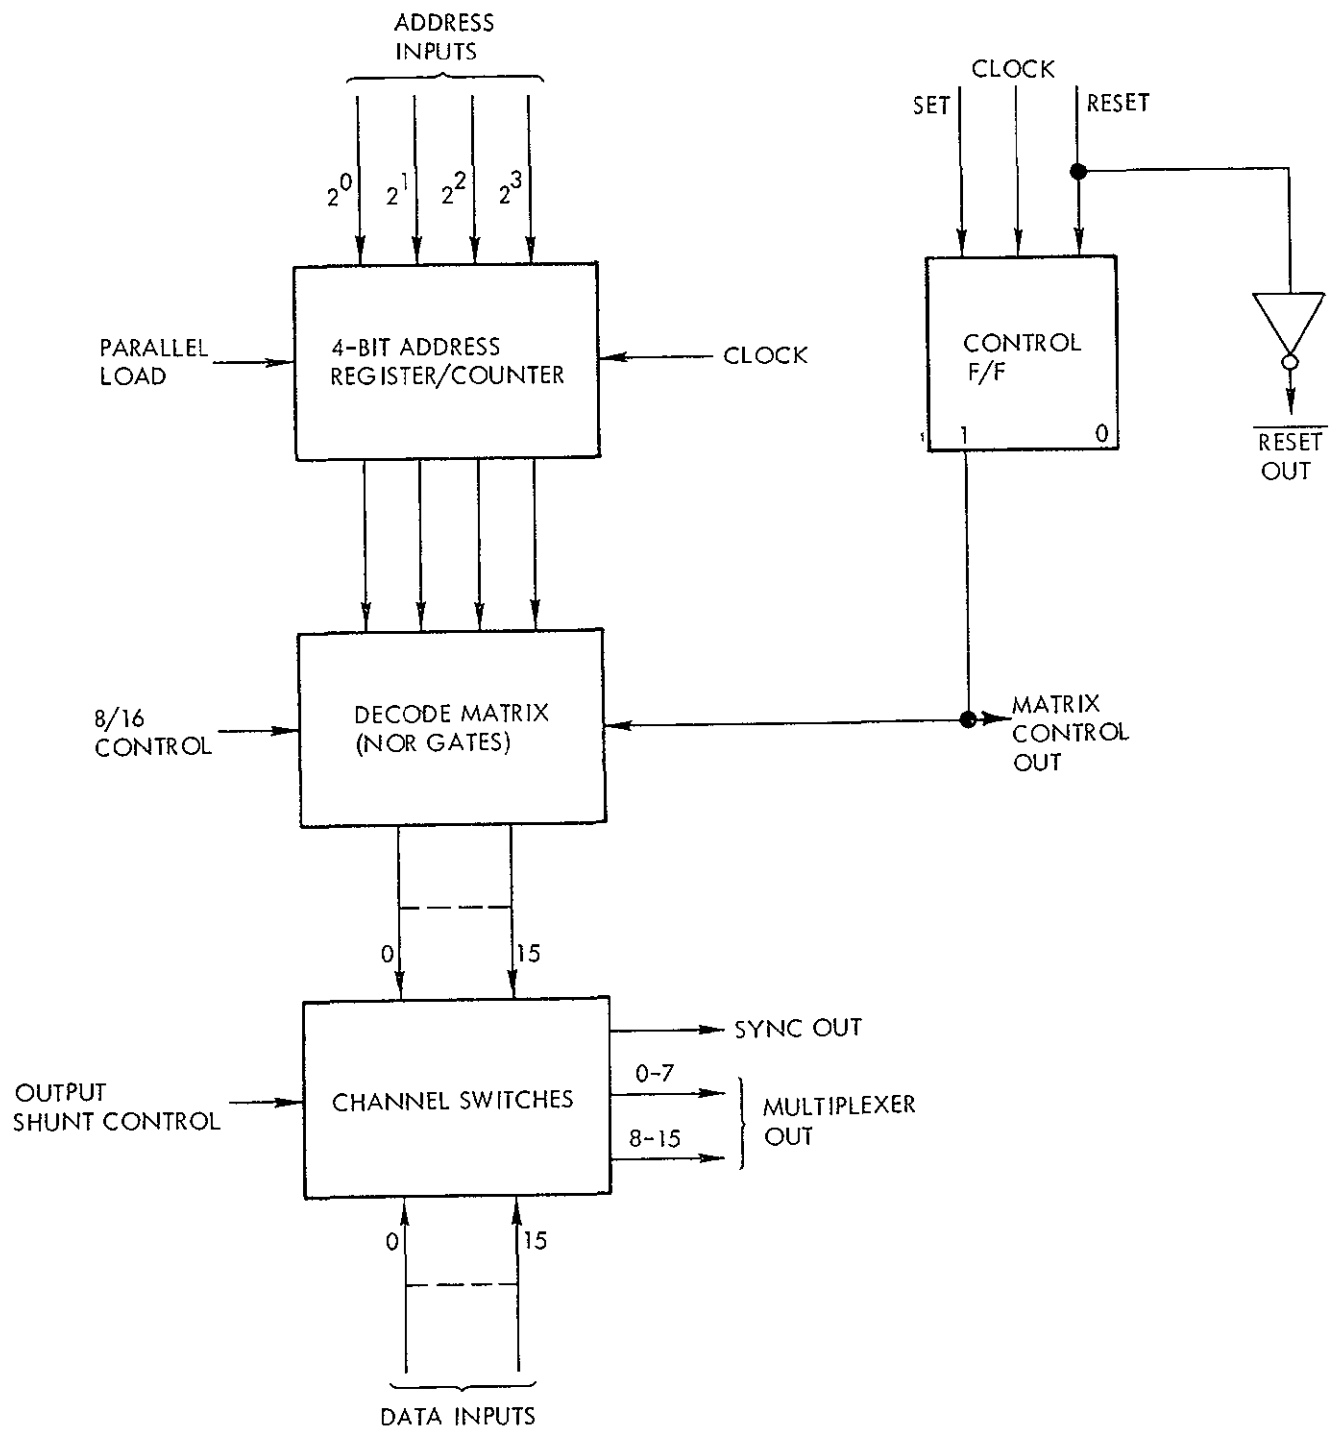 ADDRESS
INPUTS
2^0 2^1 2^2 2^3
PARALLEL
LOAD
4-BIT ADDRESS
REGISTER/COUNTER
CLOCK
CLOCK
SET
RESET
CONTROL
F/F
1 0
RESET
OUT
8/16
CONTROL
DECODE MATRIX
(NOR GATES)
MATRIX
CONTROL
OUT
0 15
OUTPUT
SHUNT CONTROL
CHANNEL SWITCHES
SYNC OUT
0-7
8-15
MULTIPLEXER
OUT
0 15
DATA INPUTS